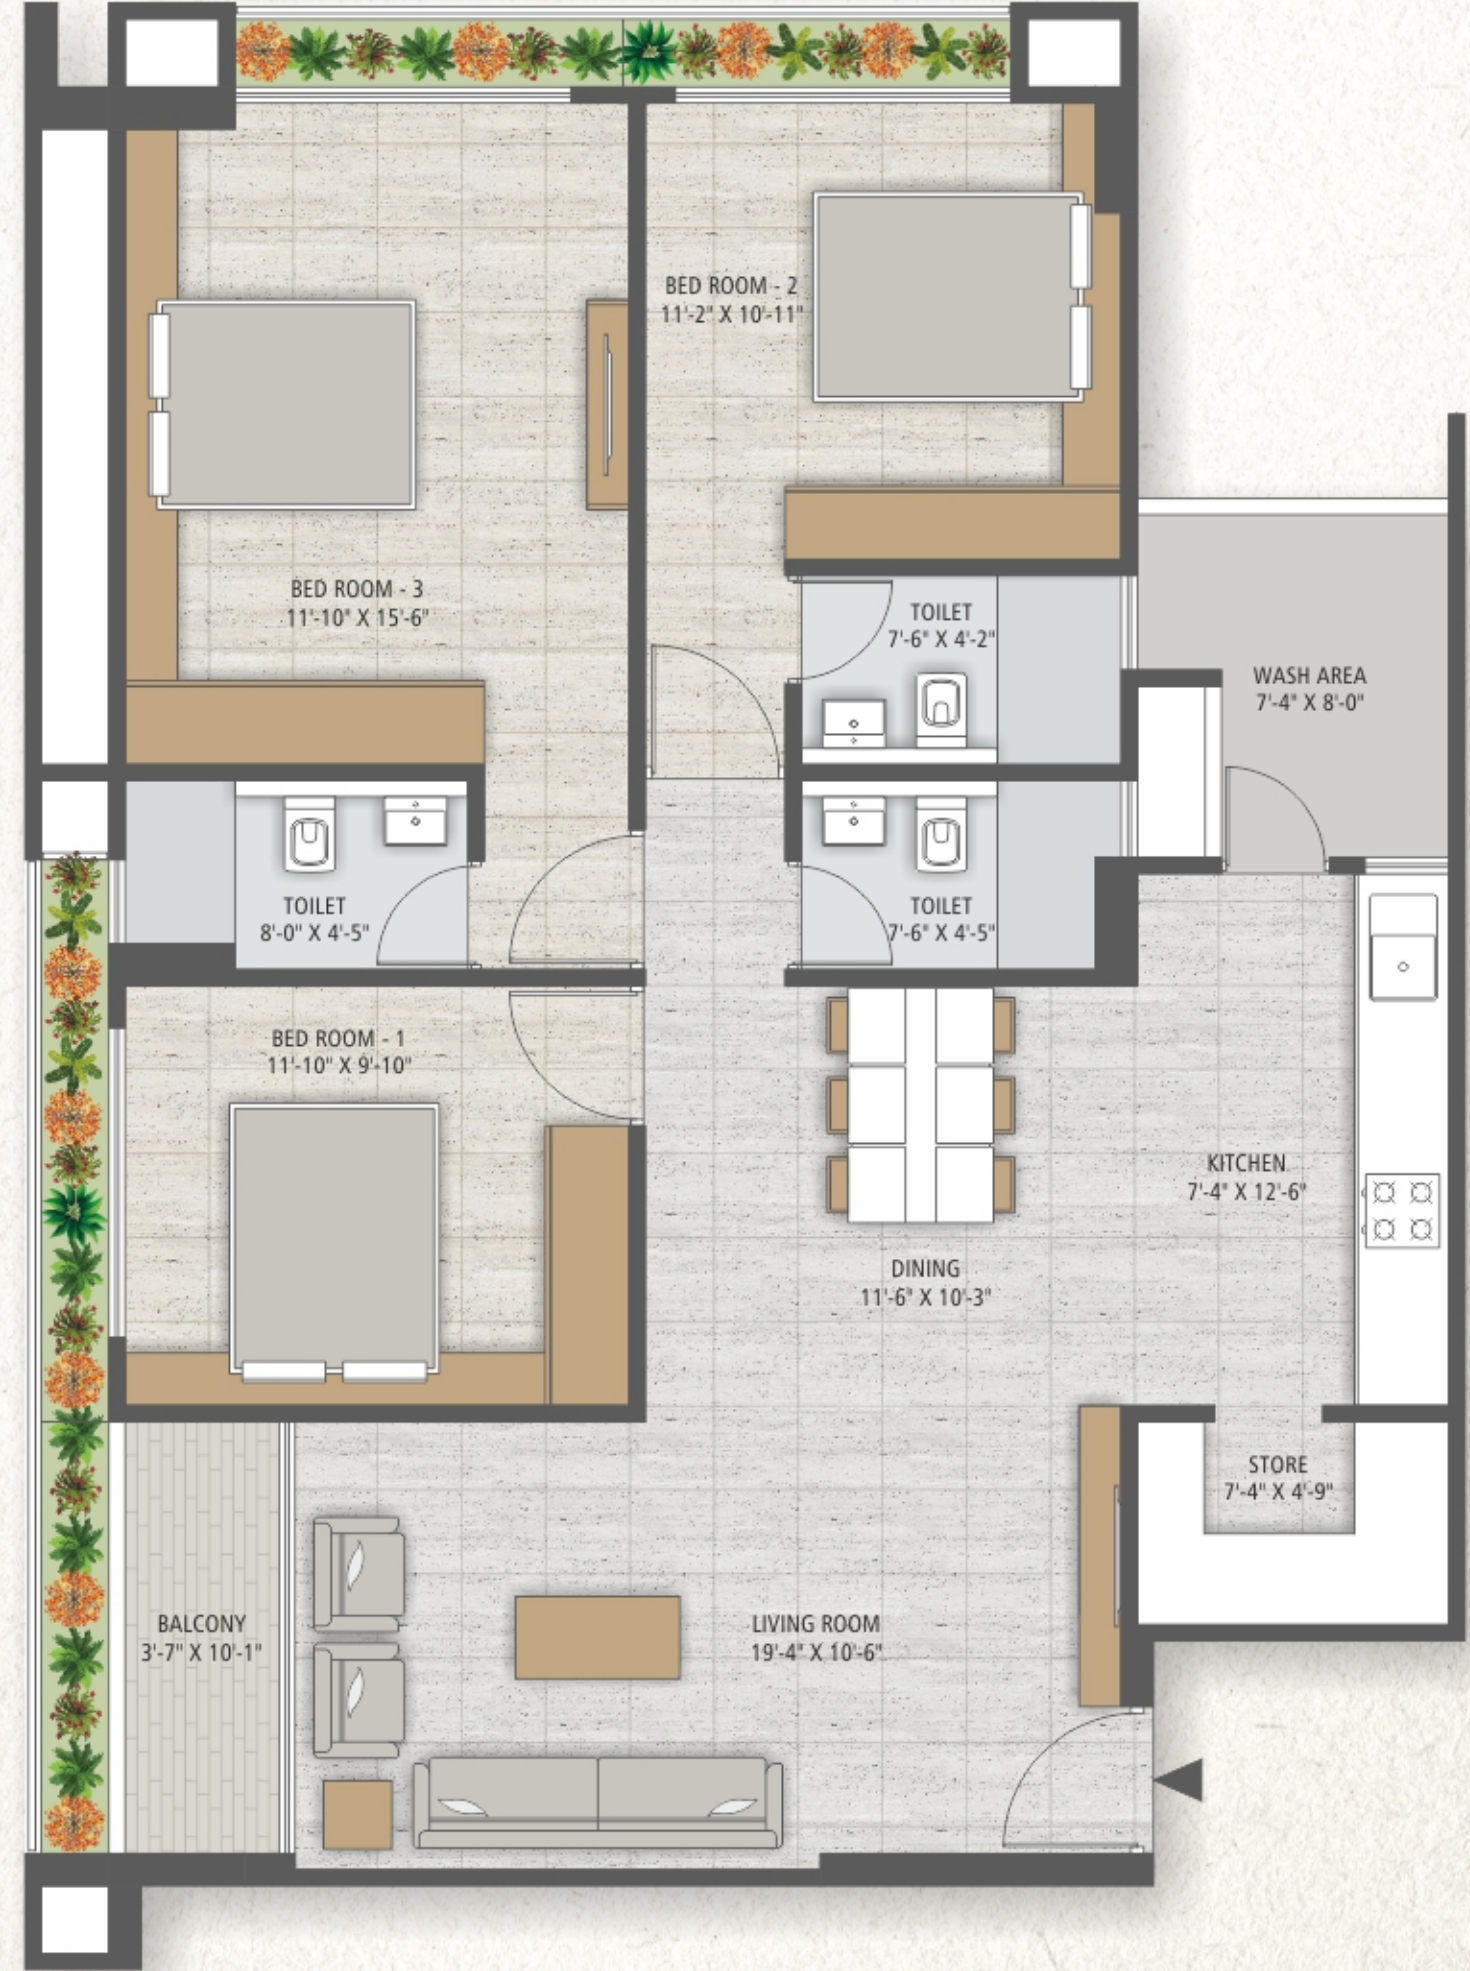 BED ROOM - 2
11'-2" X 10'-11"
BED ROOM - 3
11'-10" X 15'-6"
TOILET
7'-6" X 4'-2"
WASH AREA
7'-4" X 8'-0"
TOILET
8'-0" X 4'-5"
TOILET
7'-6" X 4'-5"
BED ROOM - 1
11'-10" X 9'-10"
KITCHEN
7'-4" X 12'-6"
DINING
11'-6" X 10'-3"
STORE
7'-4" X 4'-9"
BALCONY
3'-7" X 10'-1"
LIVING ROOM
19'-4" X 10'-6"